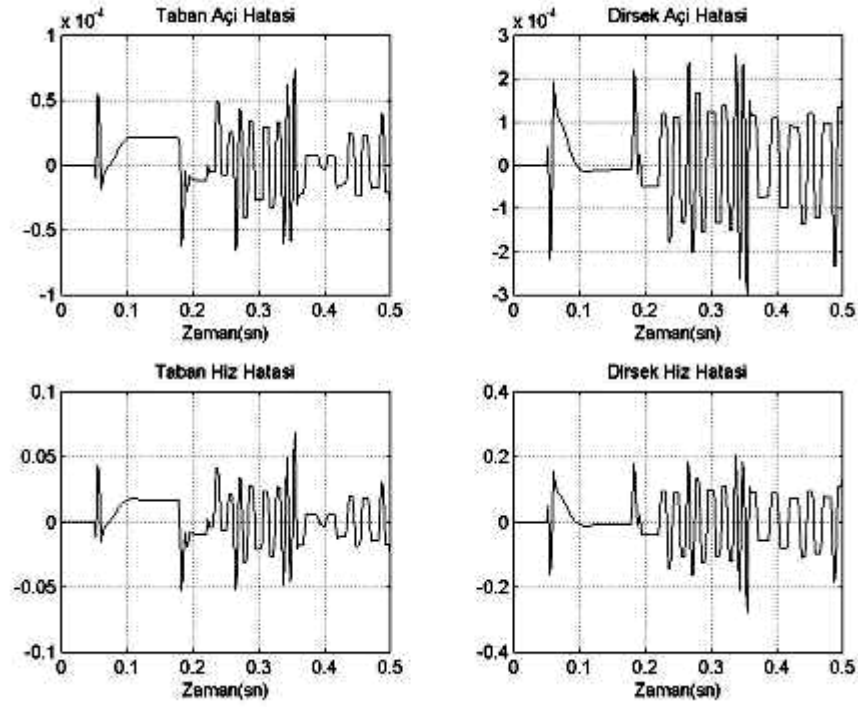 Taban Açi Hatasi
x 10⁻⁴
1
0.5
0
-0.5
-1
0 0.1 0.2 0.3 0.4 0.5
Zaman(sn)
Dirsek Açi Hatasi
x 10⁻⁴
3
2
1
0
-1
-2
-3
0 0.1 0.2 0.3 0.4 0.5
Zaman(sn)
Taban Hiz Hatasi
0.1
0.05
0
-0.05
-0.1
0 0.1 0.2 0.3 0.4 0.5
Zaman(sn)
Dirsek Hiz Hatasi
0.4
0.2
0
-0.2
-0.4
0 0.1 0.2 0.3 0.4 0.5
Zaman(sn)